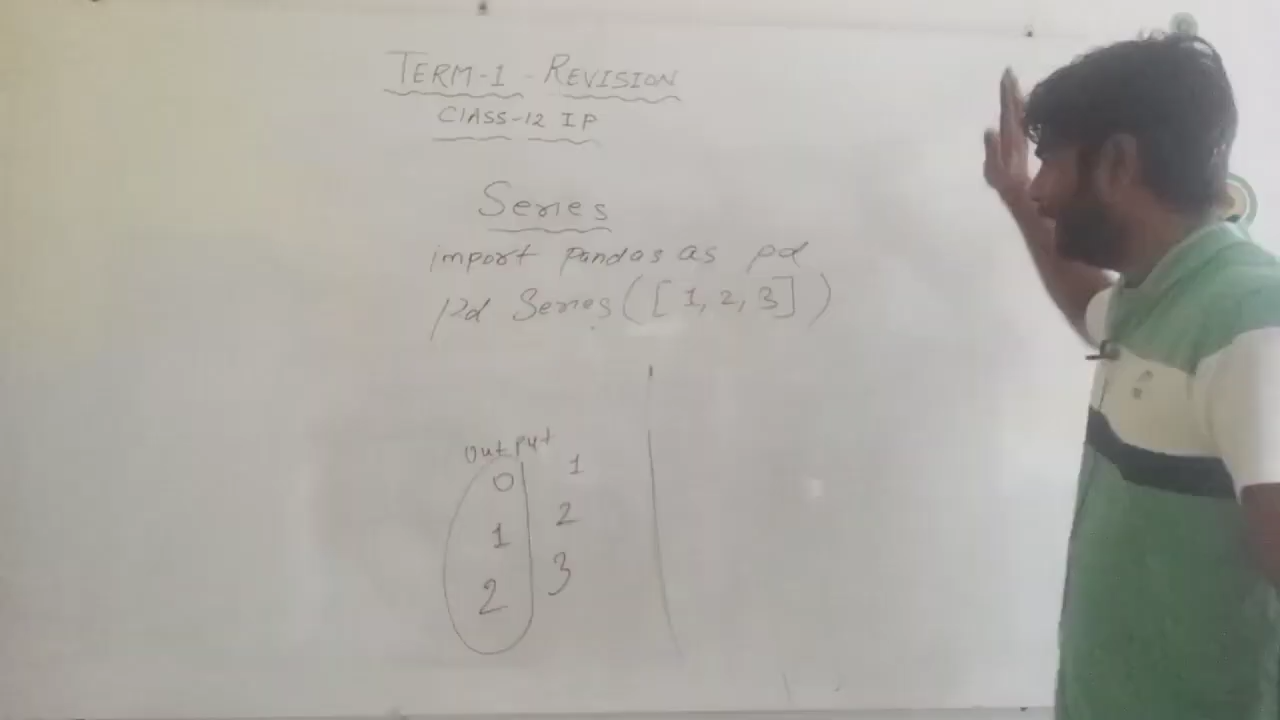 TERM-1 - REVISION
CLASS-12 IP
Series
import Pandas as pd
pd Series([1, 2, 3])
output
0 1
1 2
2 3